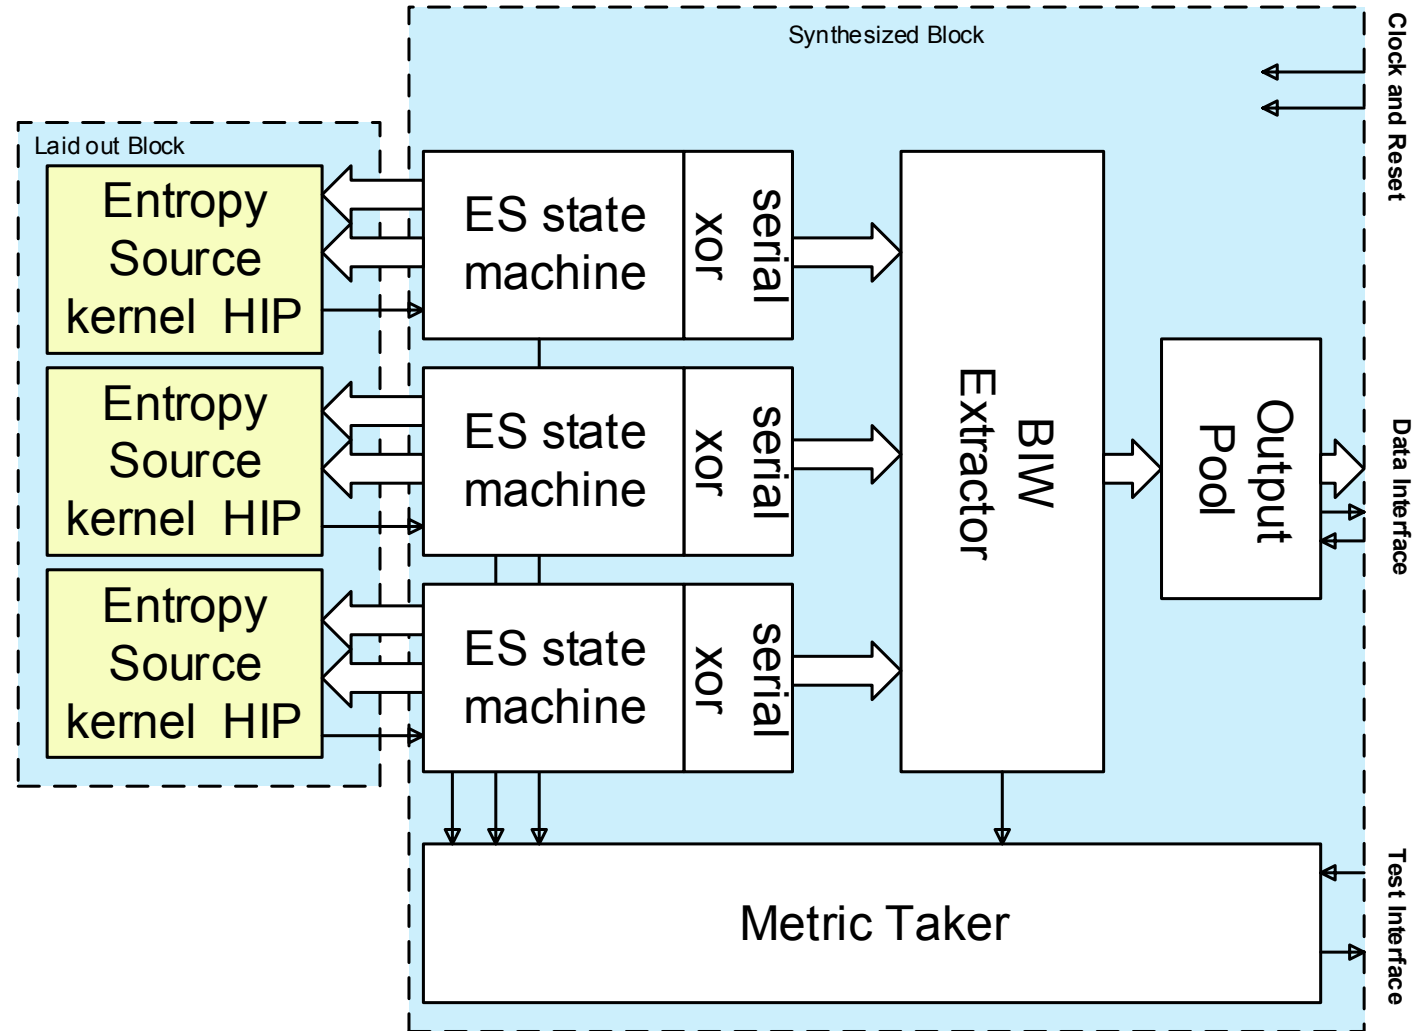 Synthesized Block
Clock and Reset
Laid out Block
Entropy
Source
kernel HIP
ES state
machine
serial
xor
BIW
Extractor
Entropy
Source
kernel HIP
ES state
machine
serial
xor
Output
Pool
Data Interface
Entropy
Source
kernel HIP
ES state
machine
serial
xor
Metric Taker
Test Interface